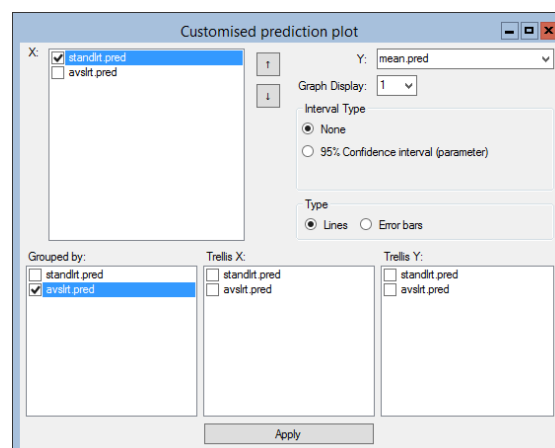 Customised prediction plot
X:
standlrt.pred
avslrt.pred
↑
↓
Y: mean.pred
Graph Display: 1
Interval Type
None
95% Confidence interval (parameter)
Type
Lines Error bars
Grouped by:
standlrt.pred
avslrt.pred
Trellis X:
standlrt.pred
avslrt.pred
Trellis Y:
standlrt.pred
avslrt.pred
Apply